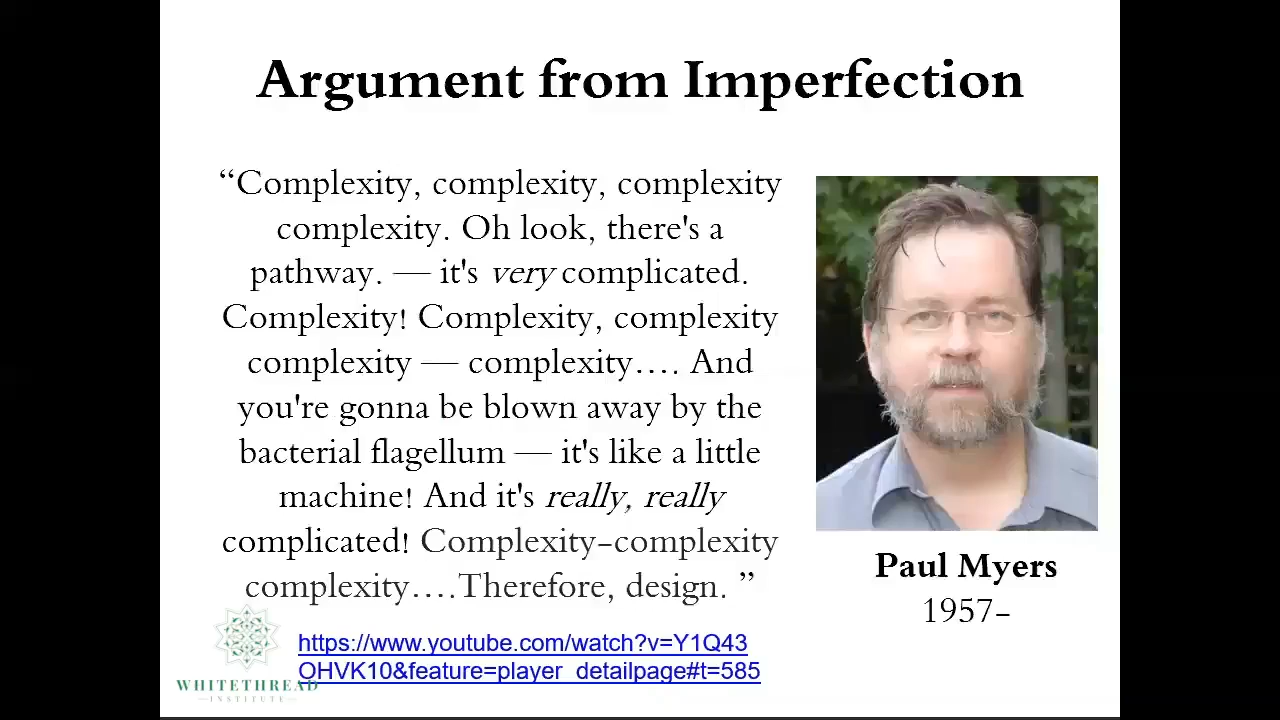 Argument from Imperfection
“Complexity, complexity, complexity
complexity. Oh look, there's a
pathway. — it's very complicated.
Complexity! Complexity, complexity
complexity — complexity…. And
you're gonna be blown away by the
bacterial flagellum — it's like a little
machine! And it's really, really
complicated! Complexity-complexity
complexity….Therefore, design. ”
Paul Myers
1957-
https://www.youtube.com/watch?v=Y1Q43
OHVK10&feature=player_detailpage#t=585
WHITETHREAD
INSTITUTE